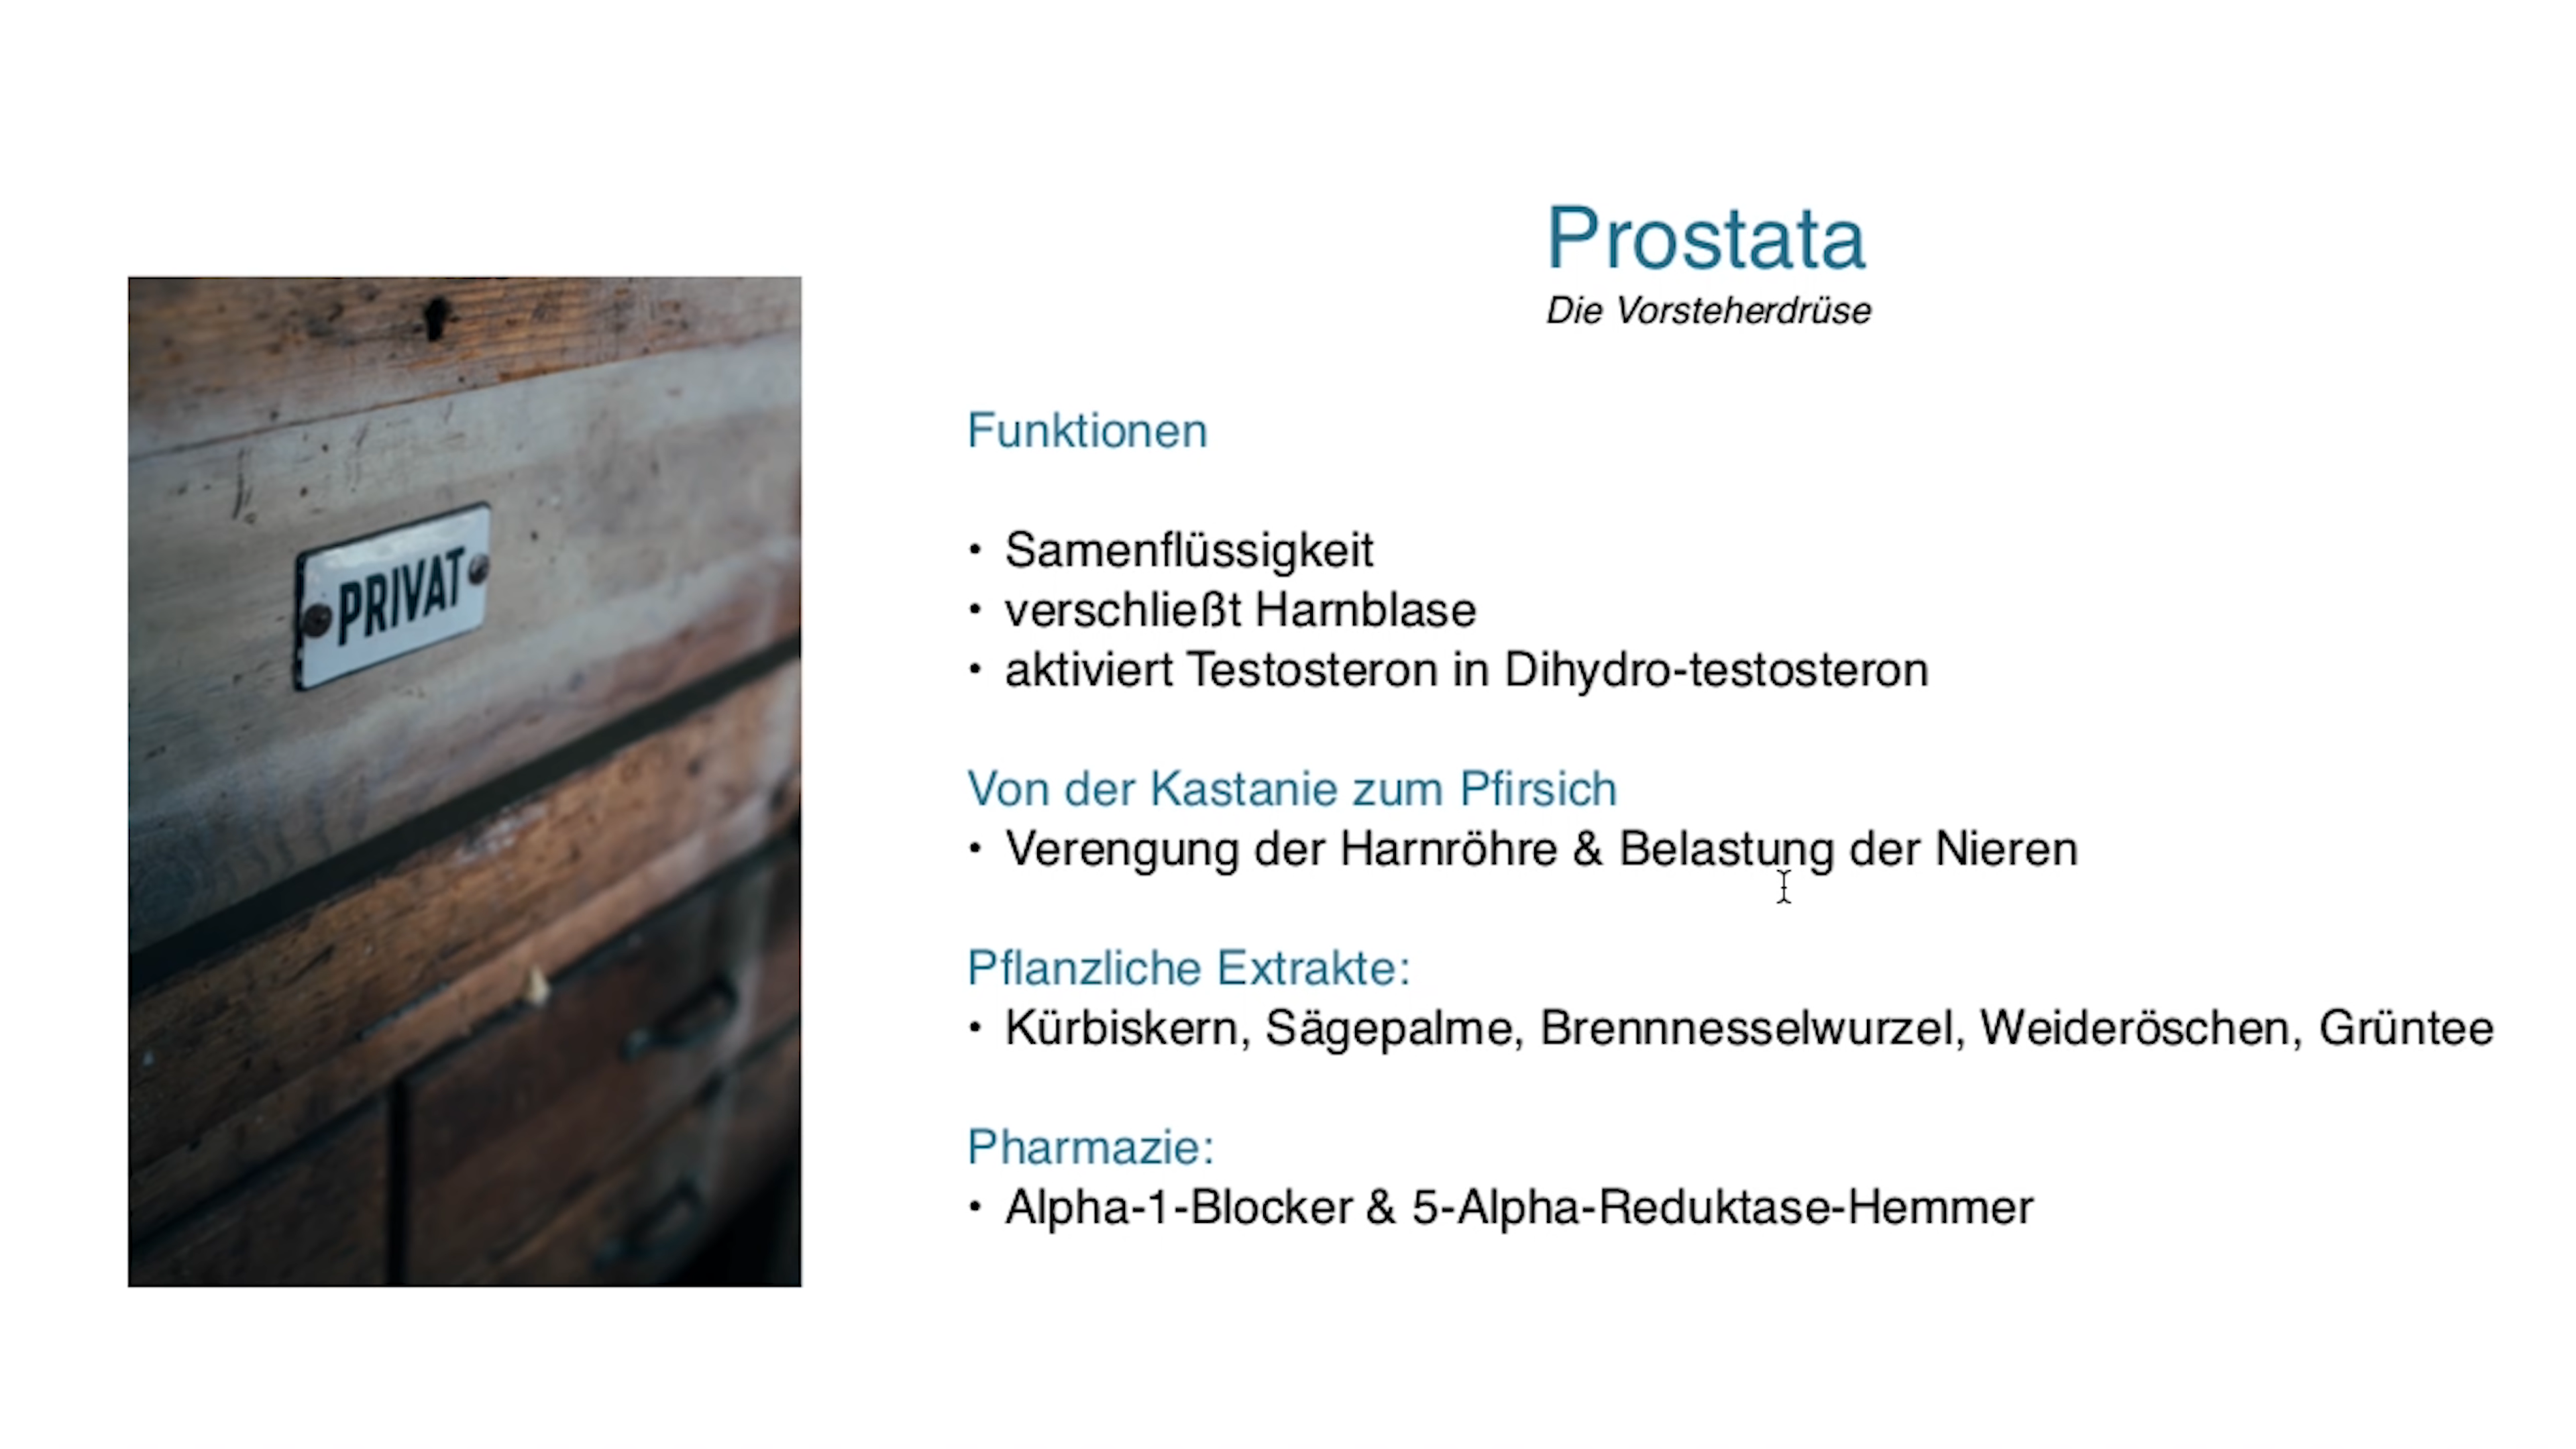 Prostata
Die Vorsteherdrüse
PRIVAT
Funktionen
• Samenflüssigkeit
• verschließt Harnblase
• aktiviert Testosteron in Dihydro-testosteron
Von der Kastanie zum Pfirsich
• Verengung der Harnröhre & Belastung der Nieren
Pflanzliche Extrakte:
• Kürbiskern, Sägepalme, Brennnesselwurzel, Weideröschen, Grüntee
Pharmazie:
• Alpha-1-Blocker & 5-Alpha-Reduktase-Hemmer